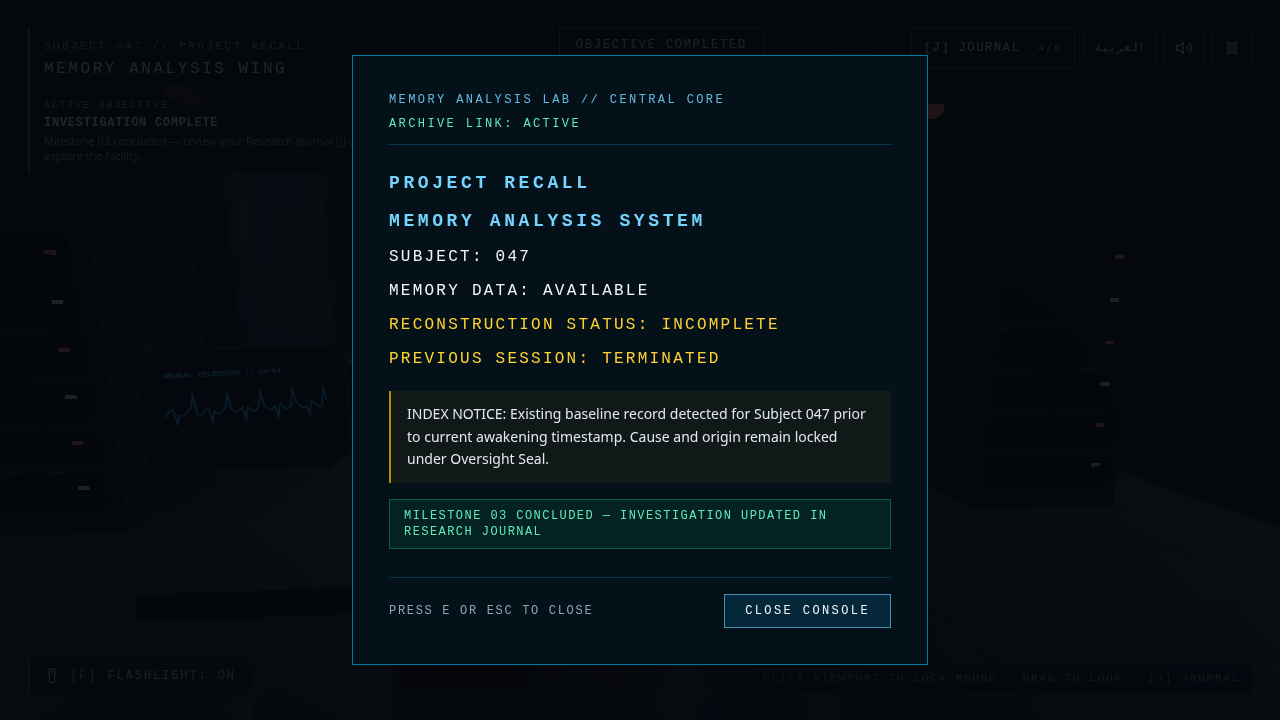 SUBJECT 047 // PROJECT RECALL
MEMORY ANALYSIS WING
ACTIVE OBJECTIVE
INVESTIGATION COMPLETE
Milestone 03 concluded — review your Research Journal [J]
explore the facility.
OBJECTIVE COMPLETED
[J] JOURNAL 4/6
العربية
NEURAL TELEMETRY // CH-04
MEMORY ANALYSIS LAB // CENTRAL CORE
ARCHIVE LINK: ACTIVE
PROJECT RECALL
MEMORY ANALYSIS SYSTEM
SUBJECT: 047
MEMORY DATA: AVAILABLE
RECONSTRUCTION STATUS: INCOMPLETE
PREVIOUS SESSION: TERMINATED
INDEX NOTICE: Existing baseline record detected for Subject 047 prior
to current awakening timestamp. Cause and origin remain locked
under Oversight Seal.
MILESTONE 03 CONCLUDED — INVESTIGATION UPDATED IN
RESEARCH JOURNAL
PRESS E OR ESC TO CLOSE
CLOSE CONSOLE
[F] FLASHLIGHT: ON
CLICK VIEWPORT TO LOCK MOUSE · DRAG TO LOOK · [J] JOURNAL